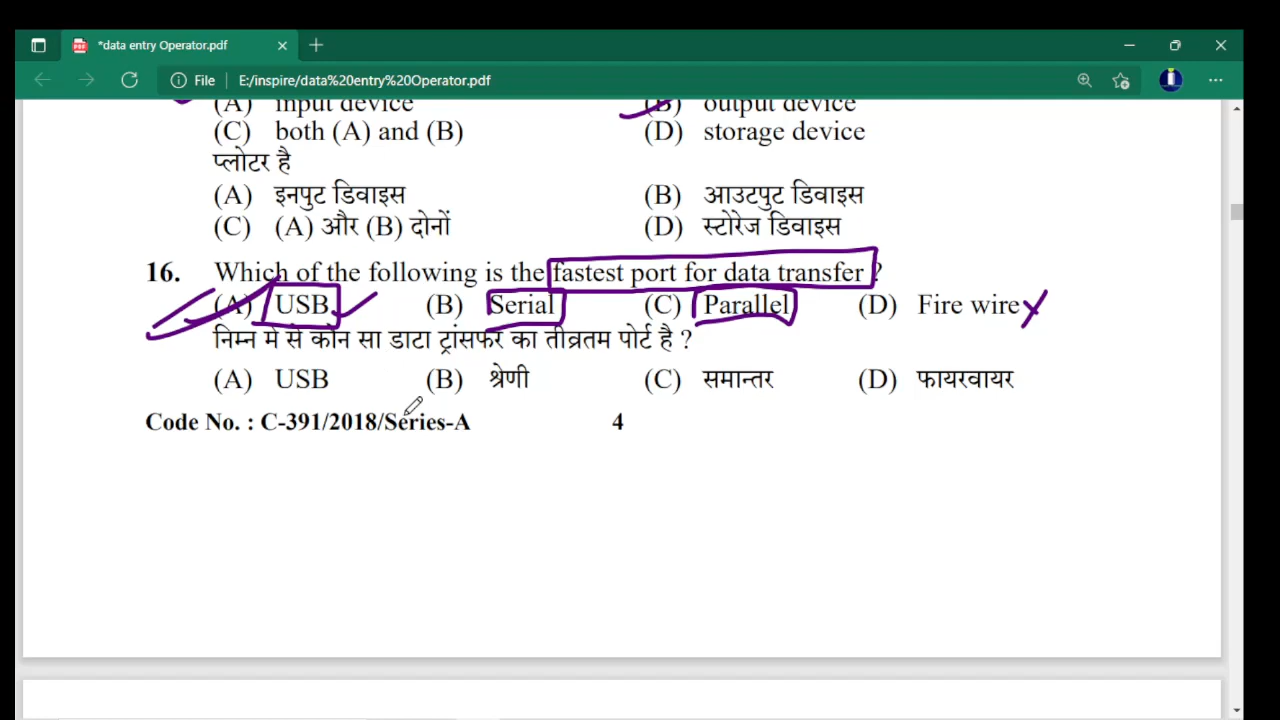 *data entry Operator.pdf
File E:/inspire/data%20entry%20Operator.pdf
(A) input device (B) output device
(C) both (A) and (B) (D) storage device
प्लोटर है
(A) इनपुट डिवाइस (B) आउटपुट डिवाइस
(C) (A) और (B) दोनों (D) स्टोरेज डिवाइस
16. Which of the following is the fastest port for data transfer ?
(A) USB (B) Serial (C) Parallel (D) Fire wire
निम्न में से कौन सा डाटा ट्रांसफर का तीव्रतम पोर्ट है ?
(A) USB (B) श्रेणी (C) समान्तर (D) फायरवायर
Code No. : C-391/2018/Series-A 4